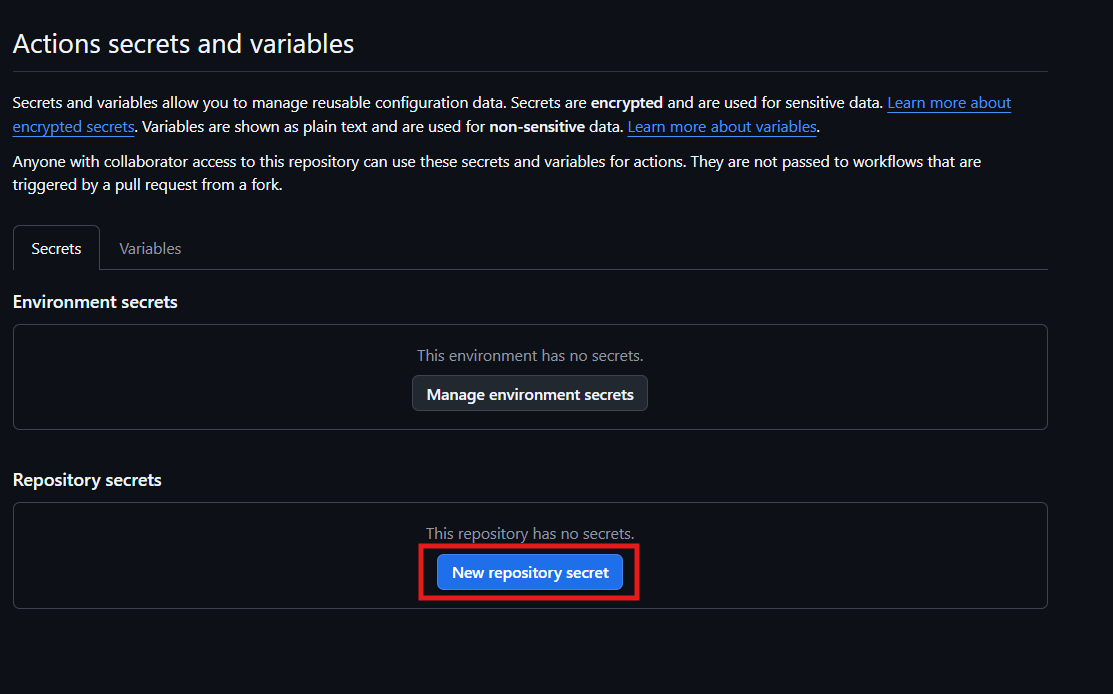 Actions secrets and variables
Secrets and variables allow you to manage reusable configuration data. Secrets are encrypted and are used for sensitive data. Learn more about
encrypted secrets. Variables are shown as plain text and are used for non-sensitive data. Learn more about variables.
Anyone with collaborator access to this repository can use these secrets and variables for actions. They are not passed to workflows that are
triggered by a pull request from a fork.
Secrets Variables
Environment secrets
This environment has no secrets.
Manage environment secrets
Repository secrets
This repository has no secrets.
New repository secret